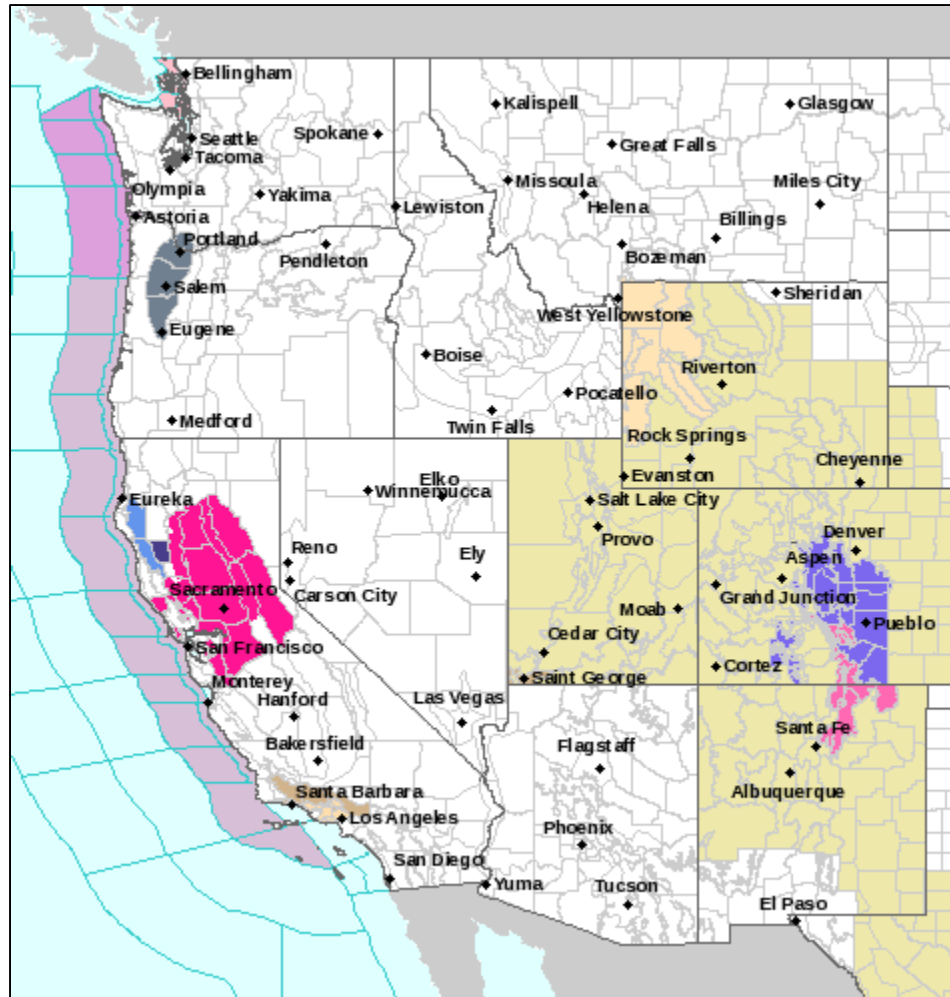 Bellingham
Kalispell
Glasgow
Seattle
Spokane
Great Falls
Tacoma
Missoula
Miles City
Olympia
Yakima
Lewiston
Helena
Astoria
Billings
Portland
Pendleton
Bozeman
Salem
Sheridan
West Yellowstone
Eugene
Boise
Riverton
Pocatello
Medford
Twin Falls
Rock Springs
Cheyenne
Elko
Evanston
Eureka
Winnemucca
Salt Lake City
Provo
Denver
Reno
Ely
Aspen
Sacramento
Carson City
Moab
Grand Junction
Pueblo
Cedar City
San Francisco
Cortez
Saint George
Monterey
Hanford
Las Vegas
Santa Fe
Bakersfield
Flagstaff
Albuquerque
Santa Barbara
Los Angeles
Phoenix
San Diego
Yuma
Tucson
El Paso